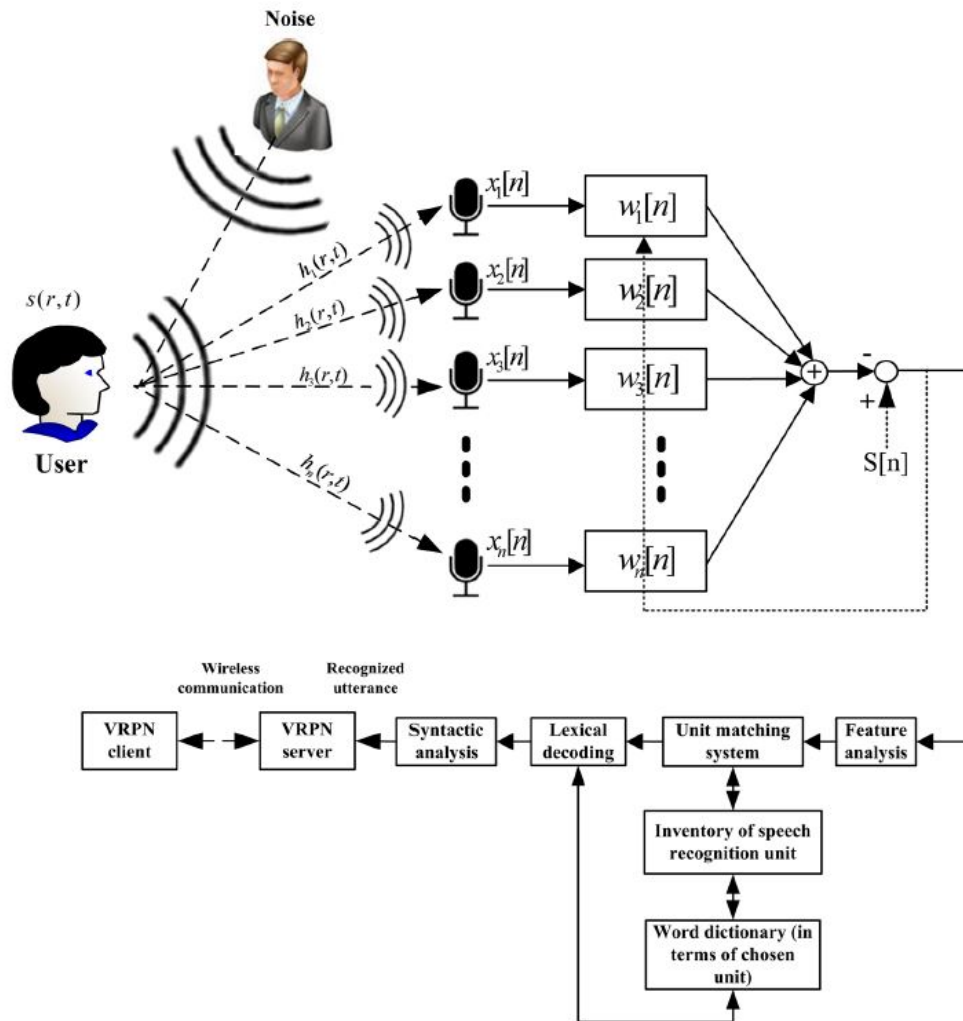 Noise
s(r,t)
User
h1(r,t)
h2(r,t)
h3(r,t)
hn(r,t)
x1[n]
x2[n]
x3[n]
xn[n]
w1[n]
w2[n]
w3[n]
wn[n]
+
-
+
S[n]
Wireless
communication
Recognized
utterance
VRPN
client
VRPN
server
Syntactic
analysis
Lexical
decoding
Unit matching
system
Feature
analysis
Inventory of speech
recognition unit
Word dictionary (in
terms of chosen
unit)